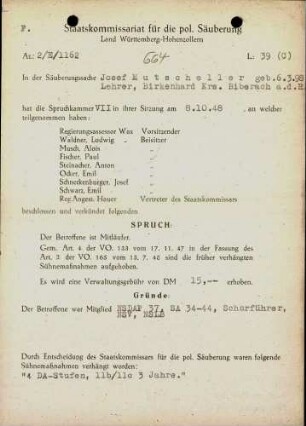 F. Staatskommissariat für die pol. Säuberung
Land Württemberg-Hohenzollern
Az: 2/Z/1162 664 L: 39 (O)
In der Säuberungssache Josef Mutscheller geb. 6.3.98
Lehrer, Birkenhard Krs. Biberach a.d.R.
hat die Spruchkammer VII in ihrer Sitzung am 8.10.48, an welcher
teilgenommen haben:
Regierungsassessor Wax Vorsitzender
Waldner, Ludwig Beisitzer
Musch, Alois "
Fischer, Paul "
Steinacher, Anton "
Ocker, Emil "
Schneckenburger, Josef "
Schwarz, Emil "
Reg.Angest. Heuer Vertreter des Staatskommissars
beschlossen und verkündet folgenden
SPRUCH:
Der Betroffene ist Mitläufer.
Gem. Art. 4 der VO. 133 vom 17. 11. 47 in der Fassung des
Art. 3 der VO. 165 vom 13. 7. 48 sind die früher verhängten
Sühnemaßnahmen aufgehoben.
Es wird eine Verwaltungsgebühr von DM 15,-- erhoben.
Gründe:
Der Betroffene war Mitglied NSDAP 37, SA 34-44, Scharführer,
NSV, NSLB
Durch Entscheidung des Staatskommissars für die pol. Säuberung waren folgende
Sühnemaßnahmen verhängt worden:
"4 DA-Stufen, 11b/11c 3 Jahre."